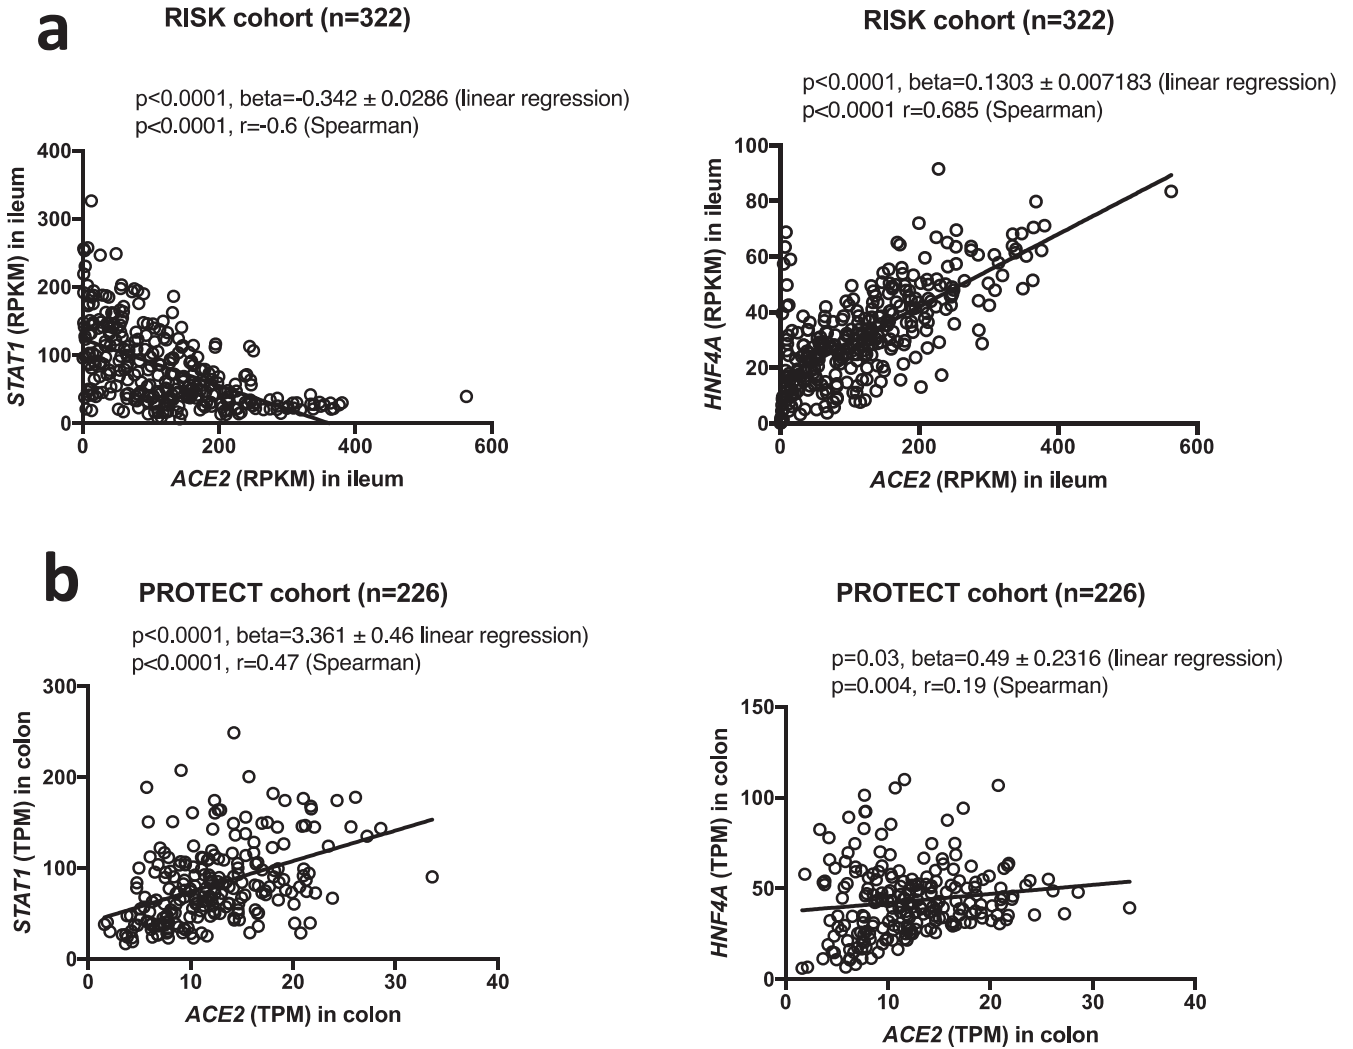 a
RISK cohort (n=322)
p<0.0001, beta=-0.342 ± 0.0286 (linear regression)
p<0.0001, r=-0.6 (Spearman)
400
300
200
100
0
STAT1 (RPKM) in ileum
0 200 400 600
ACE2 (RPKM) in ileum
RISK cohort (n=322)
p<0.0001, beta=0.1303 ± 0.007183 (linear regression)
p<0.0001 r=0.685 (Spearman)
100
80
60
40
20
0
HNF4A (RPKM) in ileum
0 200 400 600
ACE2 (RPKM) in ileum
b
PROTECT cohort (n=226)
p<0.0001, beta=3.361 ± 0.46 linear regression)
p<0.0001, r=0.47 (Spearman)
300
200
100
0
STAT1 (TPM) in colon
0 10 20 30 40
ACE2 (TPM) in colon
PROTECT cohort (n=226)
p=0.03, beta=0.49 ± 0.2316 (linear regression)
p=0.004, r=0.19 (Spearman)
150
100
50
0
HNF4A (TPM) in colon
0 10 20 30 40
ACE2 (TPM) in colon